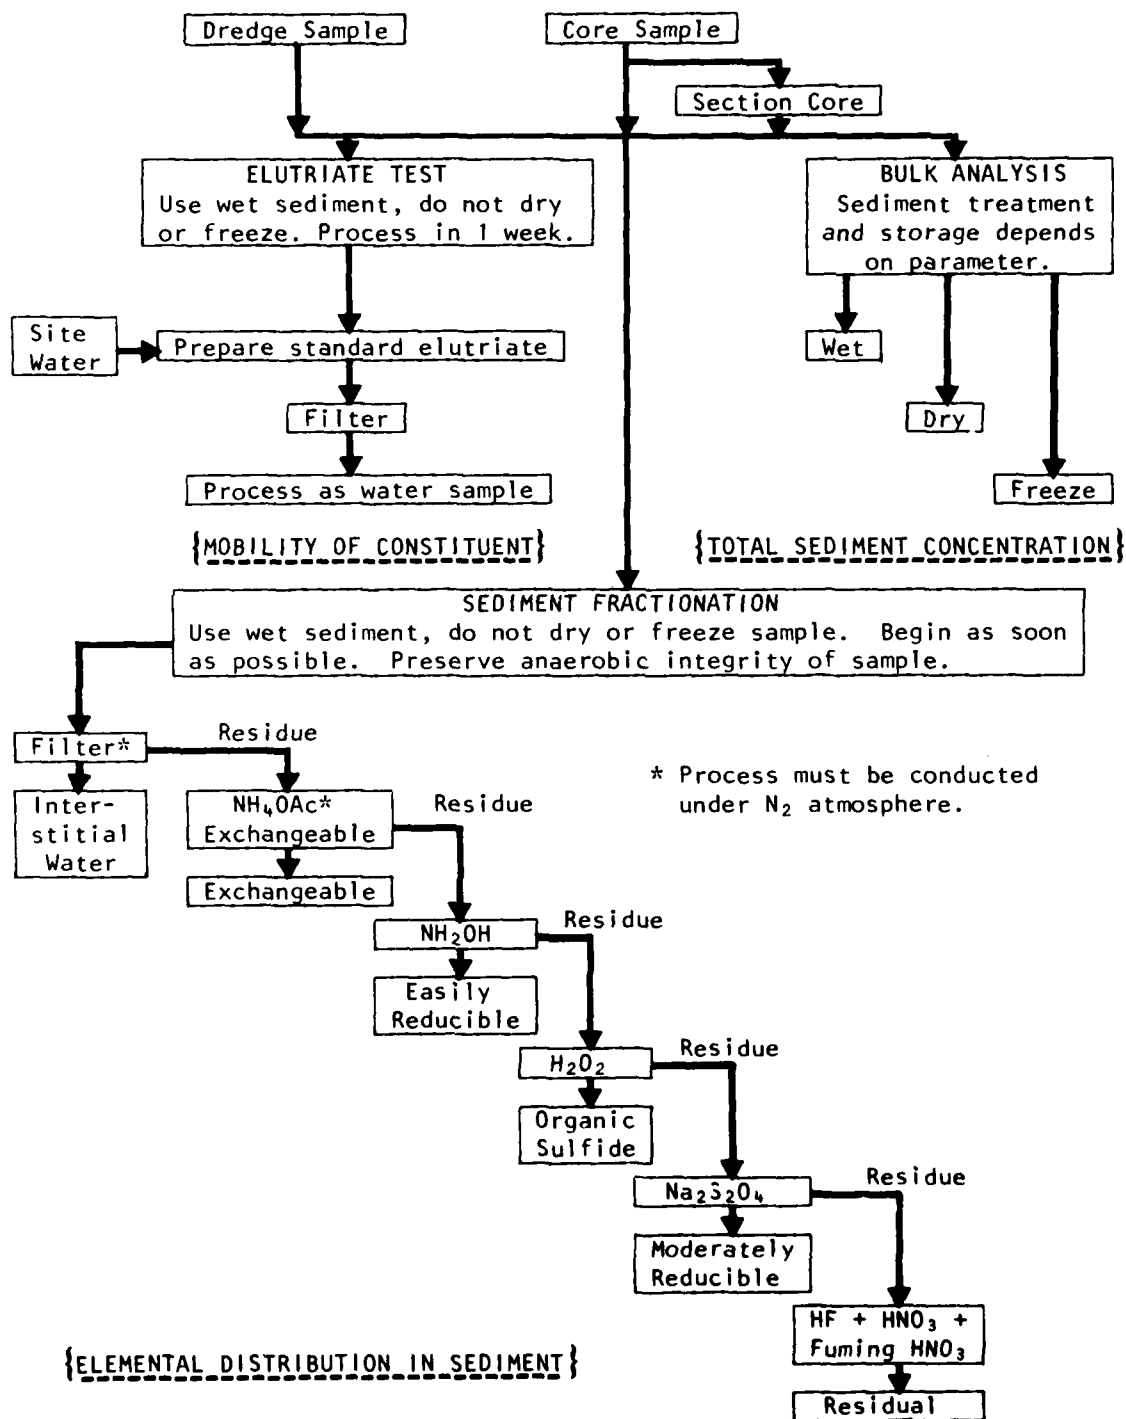 Dredge Sample
Core Sample
Section Core
ELUTRIATE TEST
Use wet sediment, do not dry
or freeze. Process in 1 week.
BULK ANALYSIS
Sediment treatment
and storage depends
on parameter.
Site
Water
Prepare standard elutriate
Wet
Filter
Dry
Process as water sample
Freeze
{MOBILITY OF CONSTITUENT}
{TOTAL SEDIMENT CONCENTRATION}
SEDIMENT FRACTIONATION
Use wet sediment, do not dry or freeze sample. Begin as soon
as possible. Preserve anaerobic integrity of sample.
Filter*
Residue
Inter-
stitial
Water
NH₄OAc*
Exchangeable
Residue
* Process must be conducted
under N₂ atmosphere.
Exchangeable
NH₂OH
Residue
Easily
Reducible
H₂O₂
Residue
Organic
Sulfide
Na₂S₂O₄
Residue
Moderately
Reducible
HF + HNO₃ +
Fuming HNO₃
{ELEMENTAL DISTRIBUTION IN SEDIMENT}
Residual